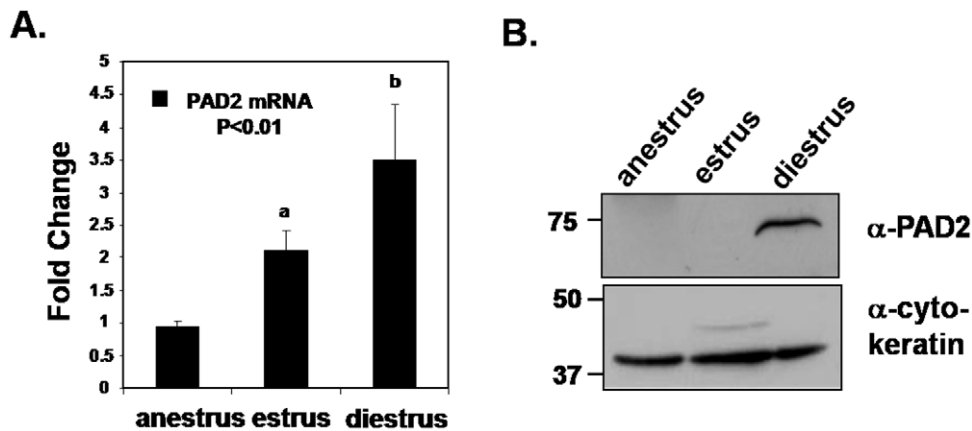 A.
Fold Change
5
4.5
4
3.5
3
2.5
2
1.5
1
0.5
0
PAD2 mRNA
P<0.01
a
b
anestrus estrus diestrus
B.
anestrus
estrus
diestrus
75
α-PAD2
50
37
α-cyto-
keratin